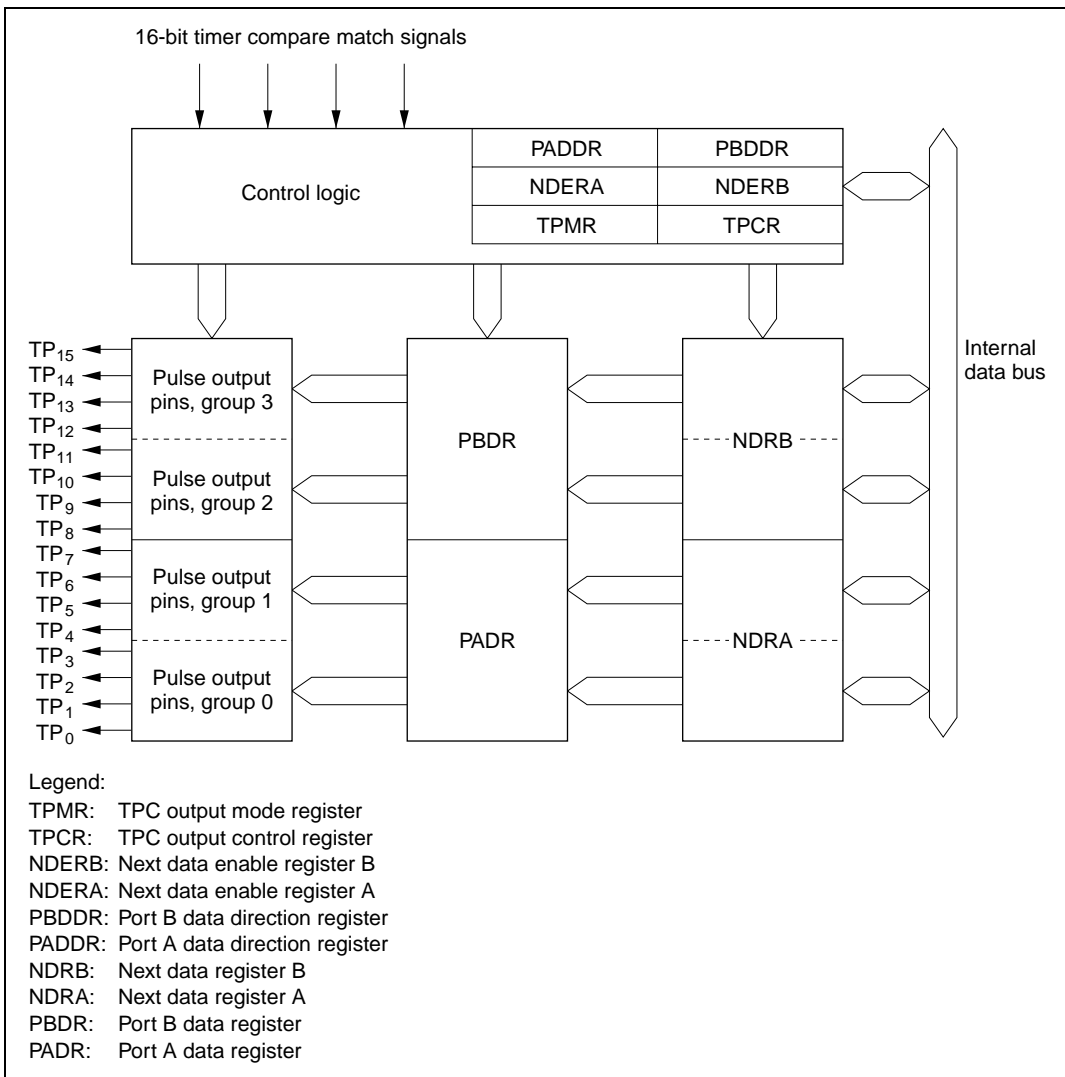 16-bit timer compare match signals
Control logic
PADDR PBDDR
NDERA NDERB
TPMR TPCR
Internal
data bus
TP15
TP14
TP13
TP12
TP11
TP10
TP9
TP8
TP7
TP6
TP5
TP4
TP3
TP2
TP1
TP0
Pulse output
pins, group 3
Pulse output
pins, group 2
Pulse output
pins, group 1
Pulse output
pins, group 0
PBDR
PADR
NDRB
NDRA
Legend:
TPMR: TPC output mode register
TPCR: TPC output control register
NDERB: Next data enable register B
NDERA: Next data enable register A
PBDDR: Port B data direction register
PADDR: Port A data direction register
NDRB: Next data register B
NDRA: Next data register A
PBDR: Port B data register
PADR: Port A data register